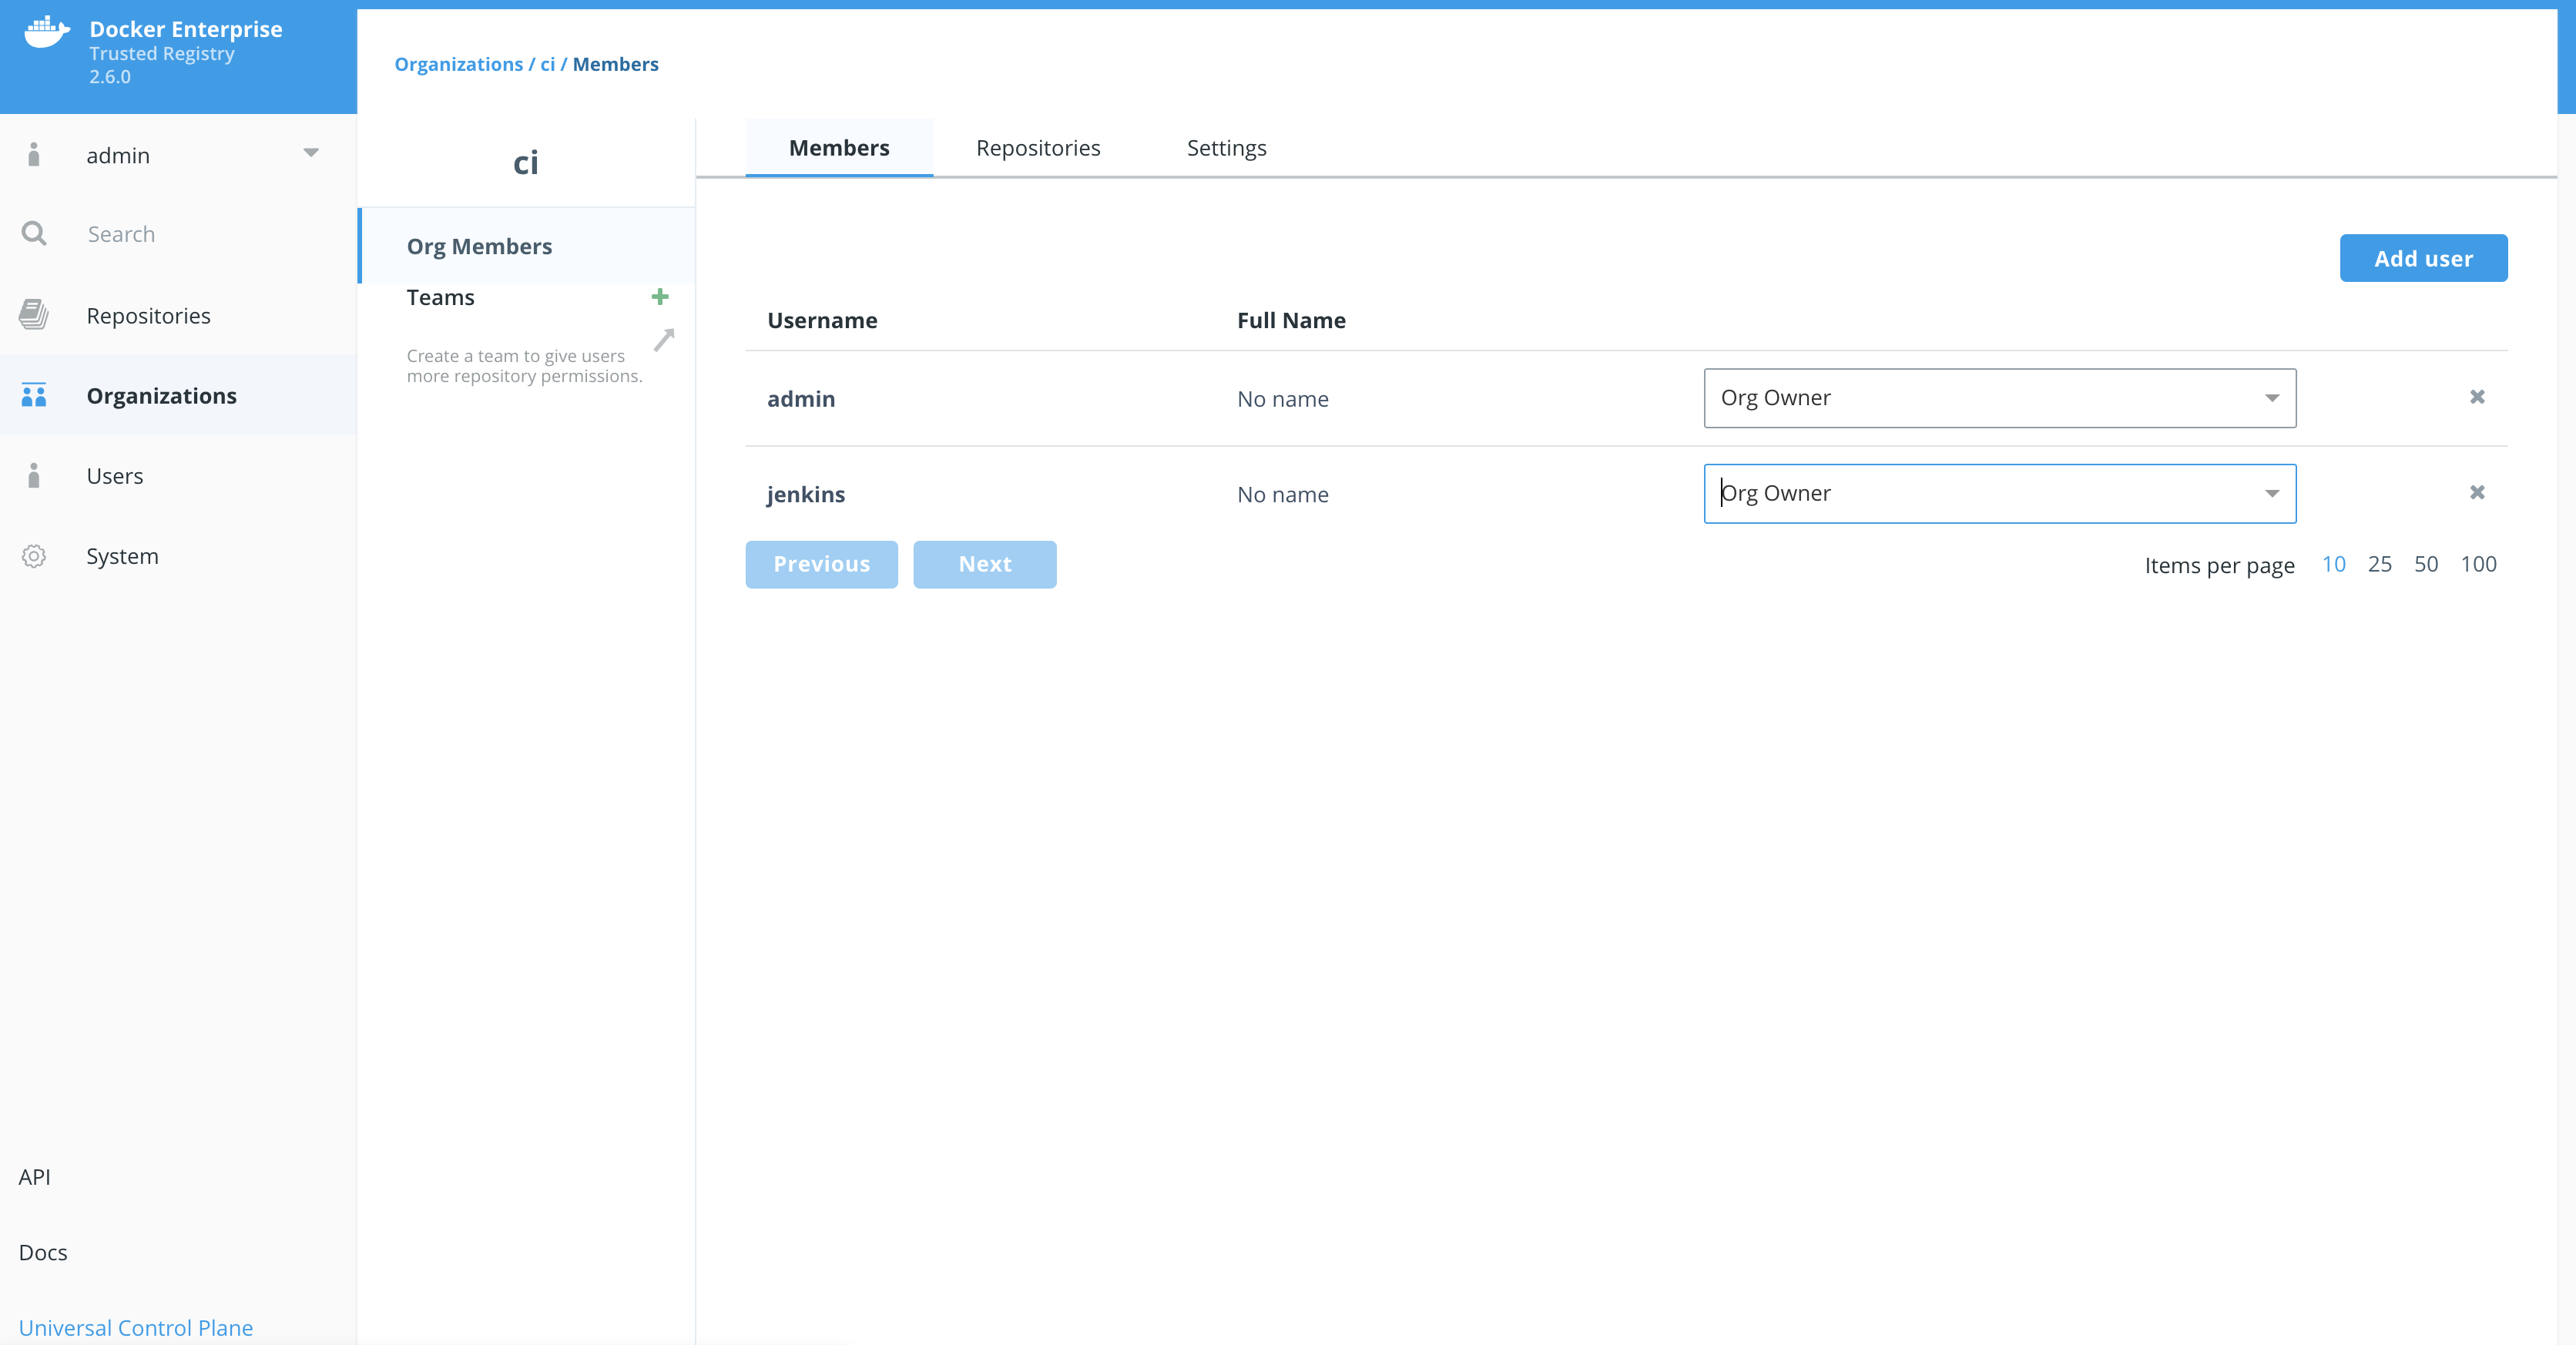 Docker Enterprise
Trusted Registry
2.6.0
admin
Search
Repositories
Organizations
Users
System
API
Docs
Universal Control Plane
Organizations / ci / Members
ci
Org Members
Teams
Create a team to give users
more repository permissions.
Members Repositories Settings
Add user
Username Full Name
admin No name Org Owner
jenkins No name Org Owner
Previous Next Items per page 10 25 50 100